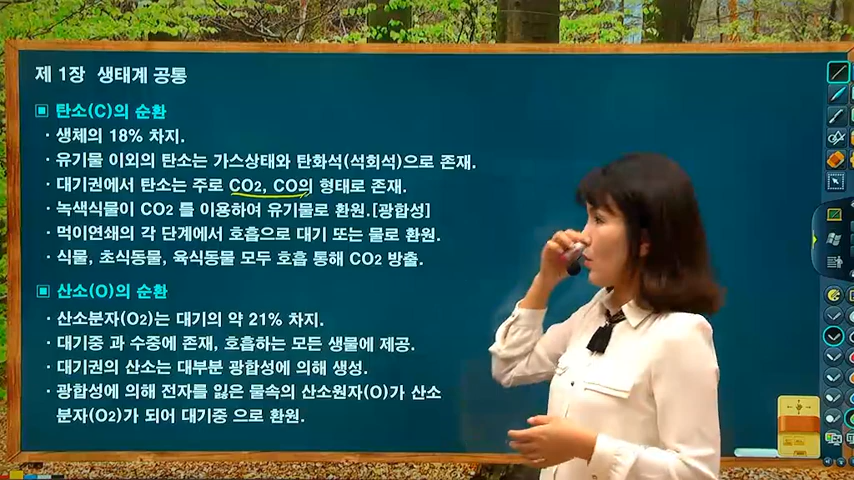 제 1장 생태계 공통
▣ 탄소(C)의 순환
· 생체의 18% 차지.
· 유기물 이외의 탄소는 가스상태와 탄화석(석회석)으로 존재.
· 대기권에서 탄소는 주로 CO2, CO의 형태로 존재.
· 녹색식물이 CO2 를 이용하여 유기물로 환원.[광합성]
· 먹이연쇄의 각 단계에서 호흡으로 대기 또는 물로 환원.
· 식물, 초식동물, 육식동물 모두 호흡 통해 CO2 방출.
▣ 산소(O)의 순환
· 산소분자(O2)는 대기의 약 21% 차지.
· 대기중 과 수중에 존재, 호흡하는 모든 생물에 제공.
· 대기권의 산소는 대부분 광합성에 의해 생성.
· 광합성에 의해 전자를 잃은 물속의 산소원자(O)가 산소
분자(O2)가 되어 대기중 으로 환원.